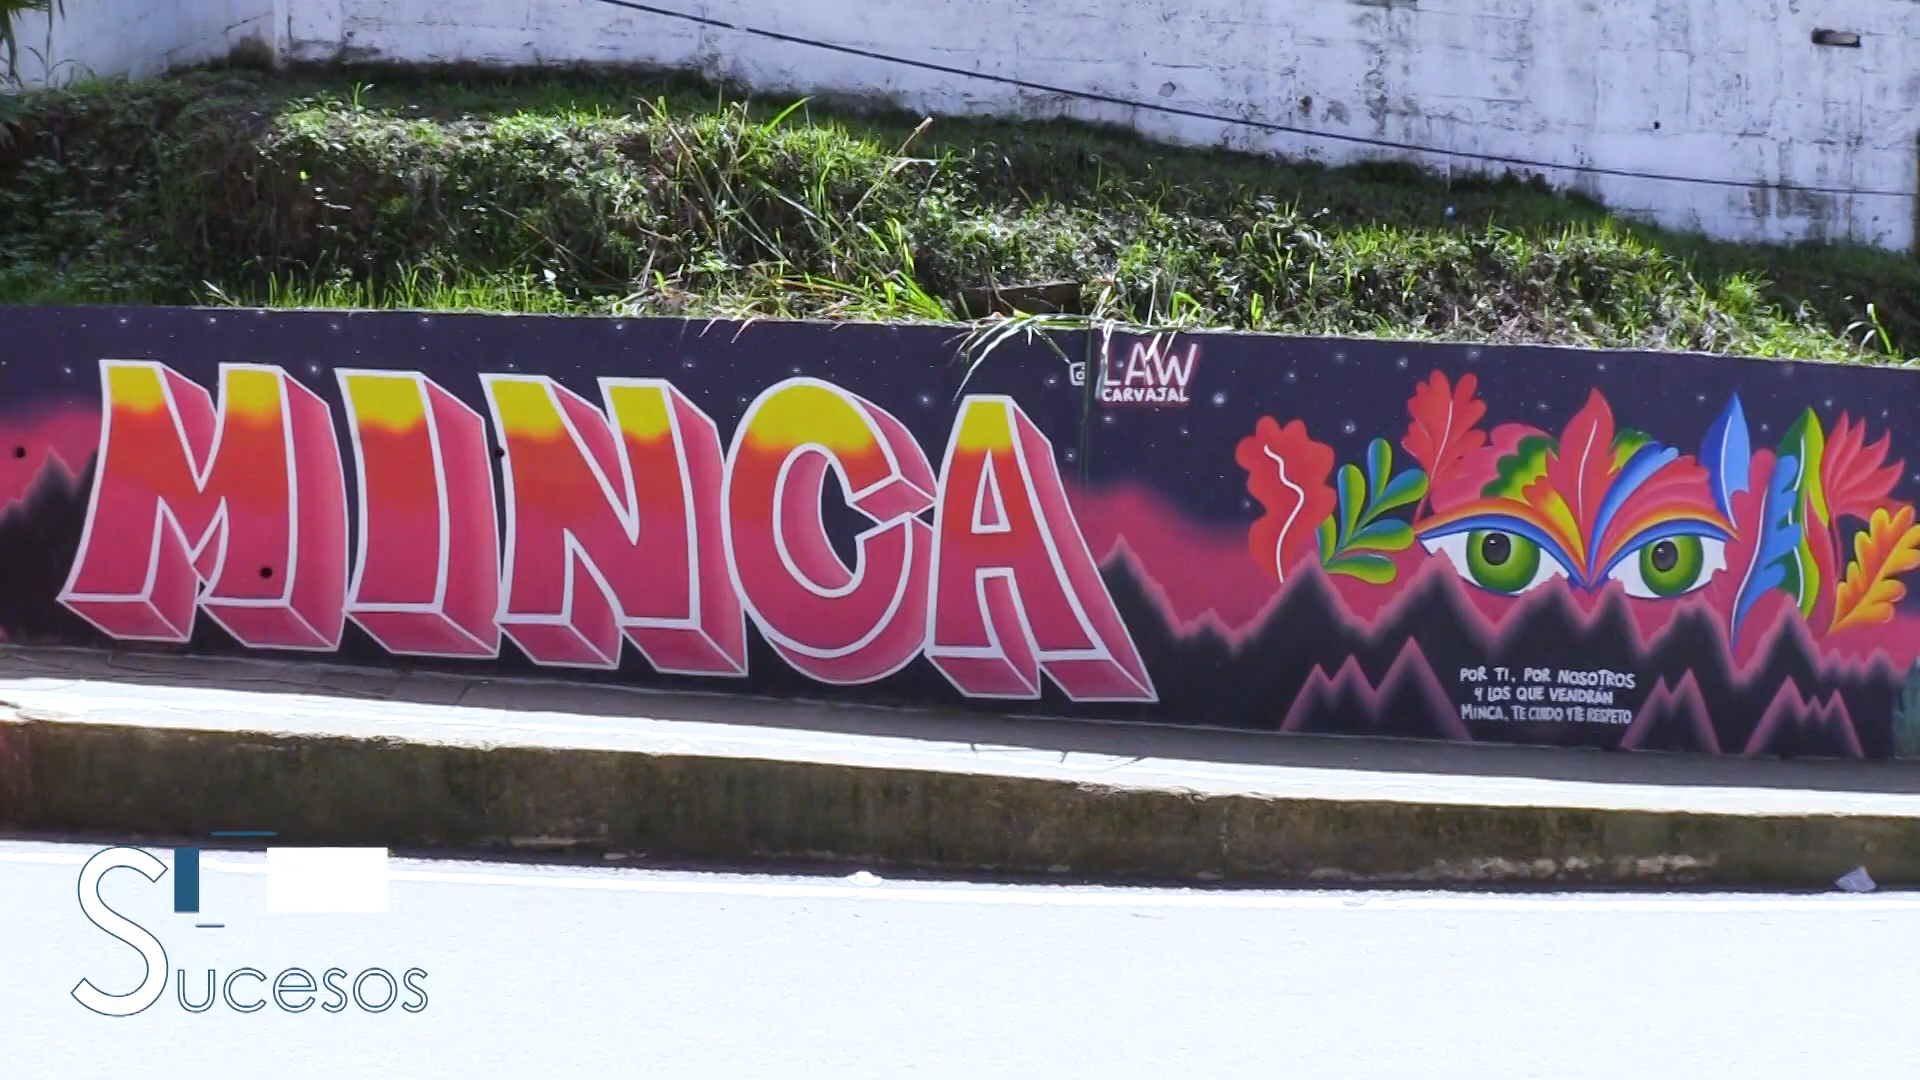 MINCA
LAW
CARVAJAL
POR TI, POR NOSOTROS
Y LOS QUE VENDRÁN
MINCA, TE CUIDO Y TE RESPETO
Sucesos